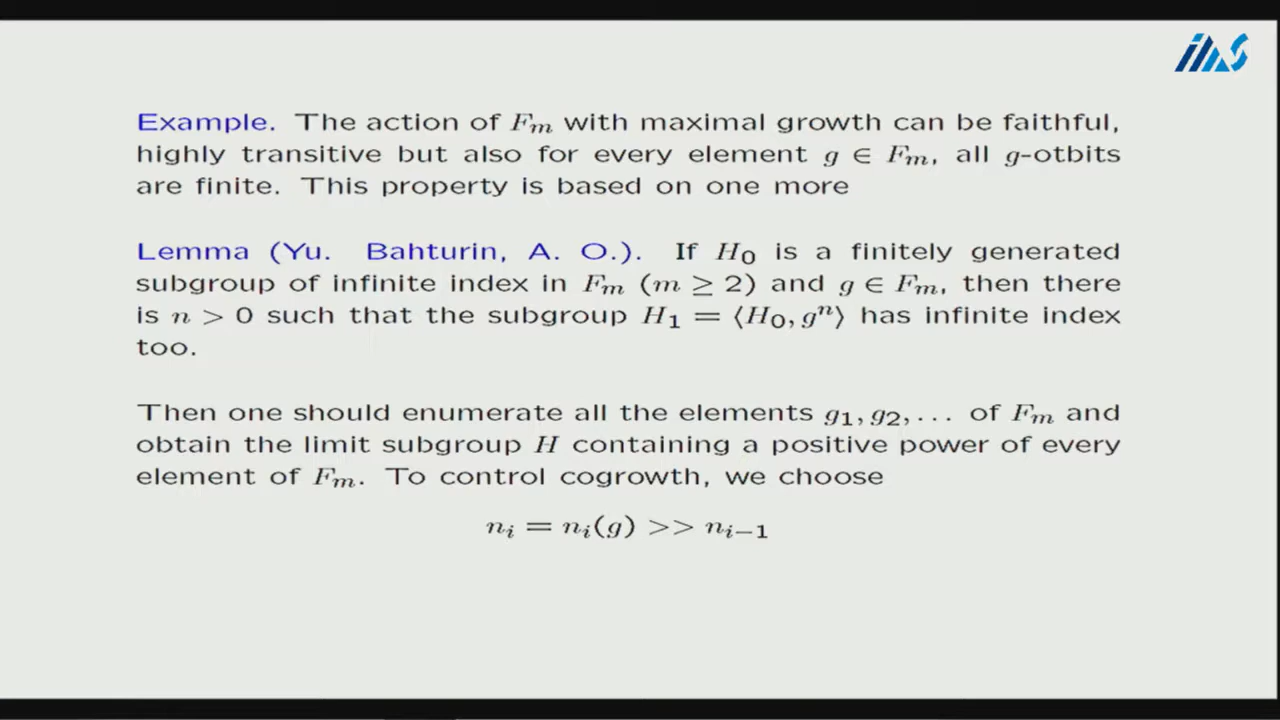 Example. The action of Fₘ with maximal growth can be faithful,
highly transitive but also for every element g ∈ Fₘ, all g-otbits
are finite. This property is based on one more
Lemma (Yu. Bahturin, A. O.). If H₀ is a finitely generated
subgroup of infinite index in Fₘ (m ≥ 2) and g ∈ Fₘ, then there
is n > 0 such that the subgroup H₁ = ⟨H₀, gⁿ⟩ has infinite index
too.
Then one should enumerate all the elements g₁, g₂, ... of Fₘ and
obtain the limit subgroup H containing a positive power of every
element of Fₘ. To control cogrowth, we choose
nᵢ = nᵢ(g) >> nᵢ₋₁